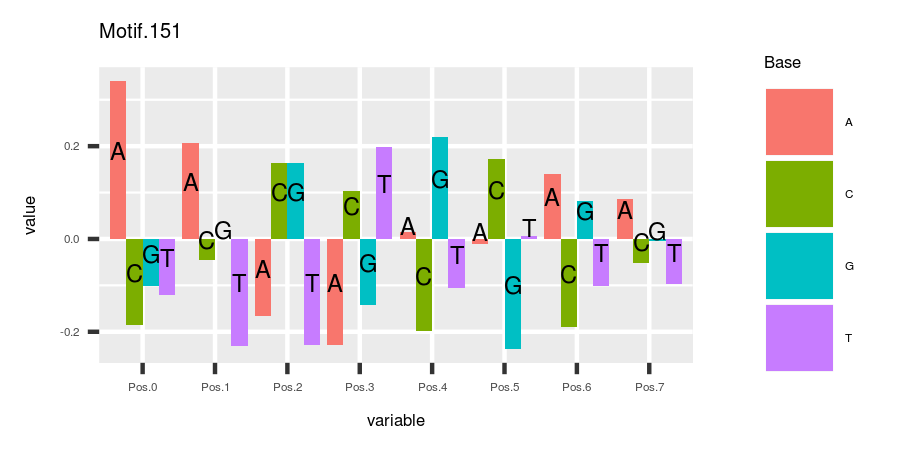 Motif.151
Base
A
C
G
T
value
0.2
0.0
-0.2
A C G T A C G T A C G T A C G T A C G T A C G T A C G T A C G T
Pos.0 Pos.1 Pos.2 Pos.3 Pos.4 Pos.5 Pos.6 Pos.7
variable